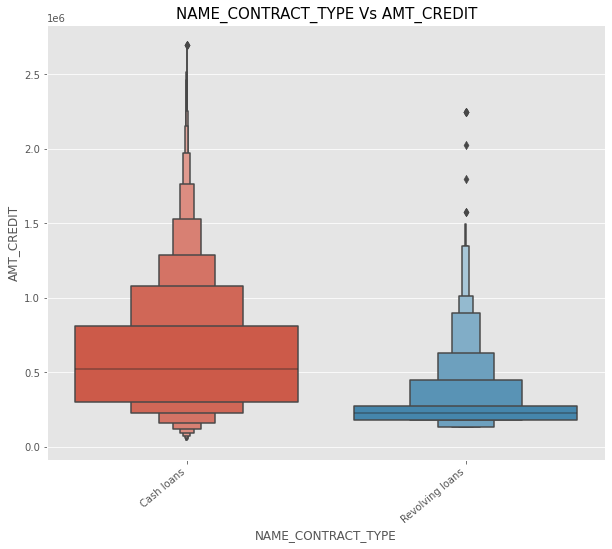 NAME_CONTRACT_TYPE Vs AMT_CREDIT
1e6
2.5
2.0
1.5
1.0
0.5
0.0
AMT_CREDIT
Cash loans
Revolving loans
NAME_CONTRACT_TYPE